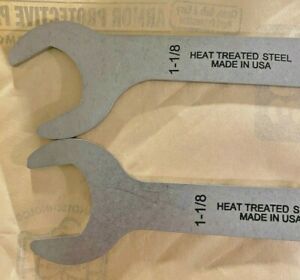 ARMOR PROTECTIVE P
1-1/8
HEAT TREATED STEEL
MADE IN USA
1-1/8
HEAT TREATED S
MADE IN USA